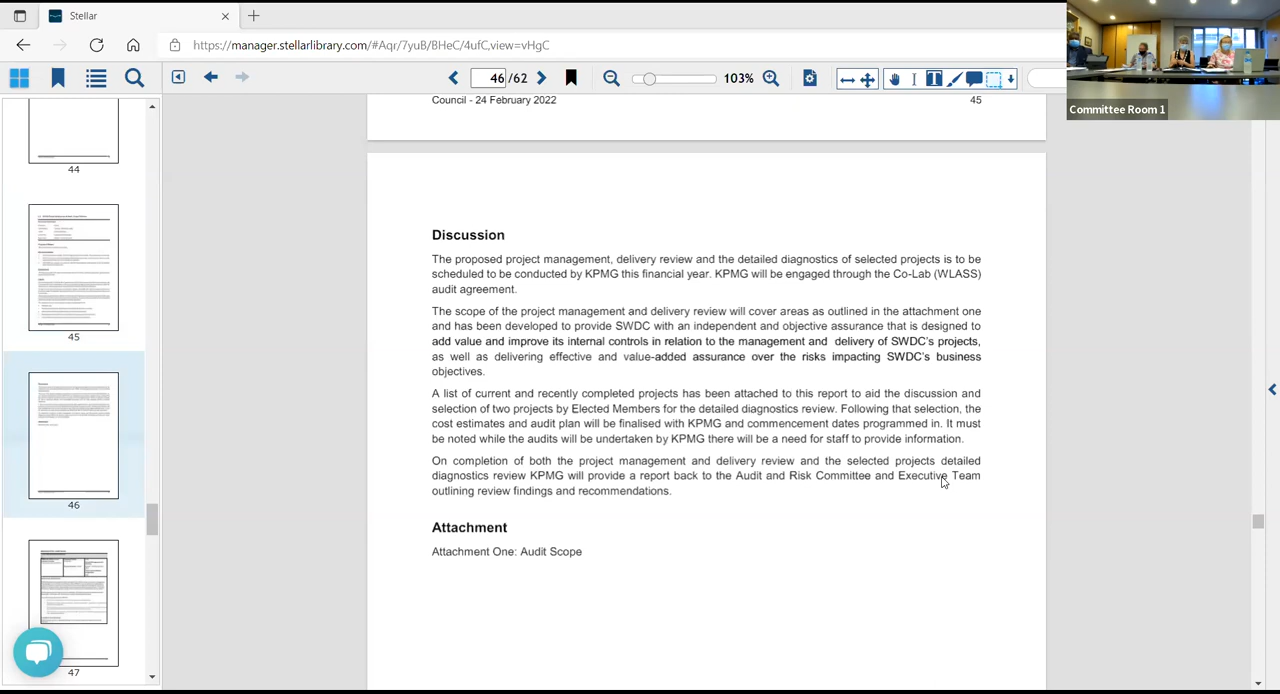 Stellar
https://manager.stellarlibrary.com/#Aqr/7yuB/BHeC/4ufC,view=vHgC
46 /62
103%
Committee Room 1
Council - 24 February 2022 45
44
45
46
47
Discussion
The proposed project management, delivery review and the detailed diagnostics of selected projects is to be
scheduled to be conducted by KPMG this financial year. KPMG will be engaged through the Co-Lab (WLASS)
audit agreement.
The scope of the project management and delivery review will cover areas as outlined in the attachment one
and has been developed to provide SWDC with an independent and objective assurance that is designed to
add value and improve its internal controls in relation to the management and delivery of SWDC's projects,
as well as delivering effective and value-added assurance over the risks impacting SWDC's business
objectives.
A list of current and recently completed projects has been attached to this report to aid the discussion and
selection of two projects by Elected Members for the detailed diagnostics review. Following that selection, the
cost estimates and audit plan will be finalised with KPMG and commencement dates programmed in. It must
be noted while the audits will be undertaken by KPMG there will be a need for staff to provide information.
On completion of both the project management and delivery review and the selected projects detailed
diagnostics review KPMG will provide a report back to the Audit and Risk Committee and Executive Team
outlining review findings and recommendations.
Attachment
Attachment One: Audit Scope